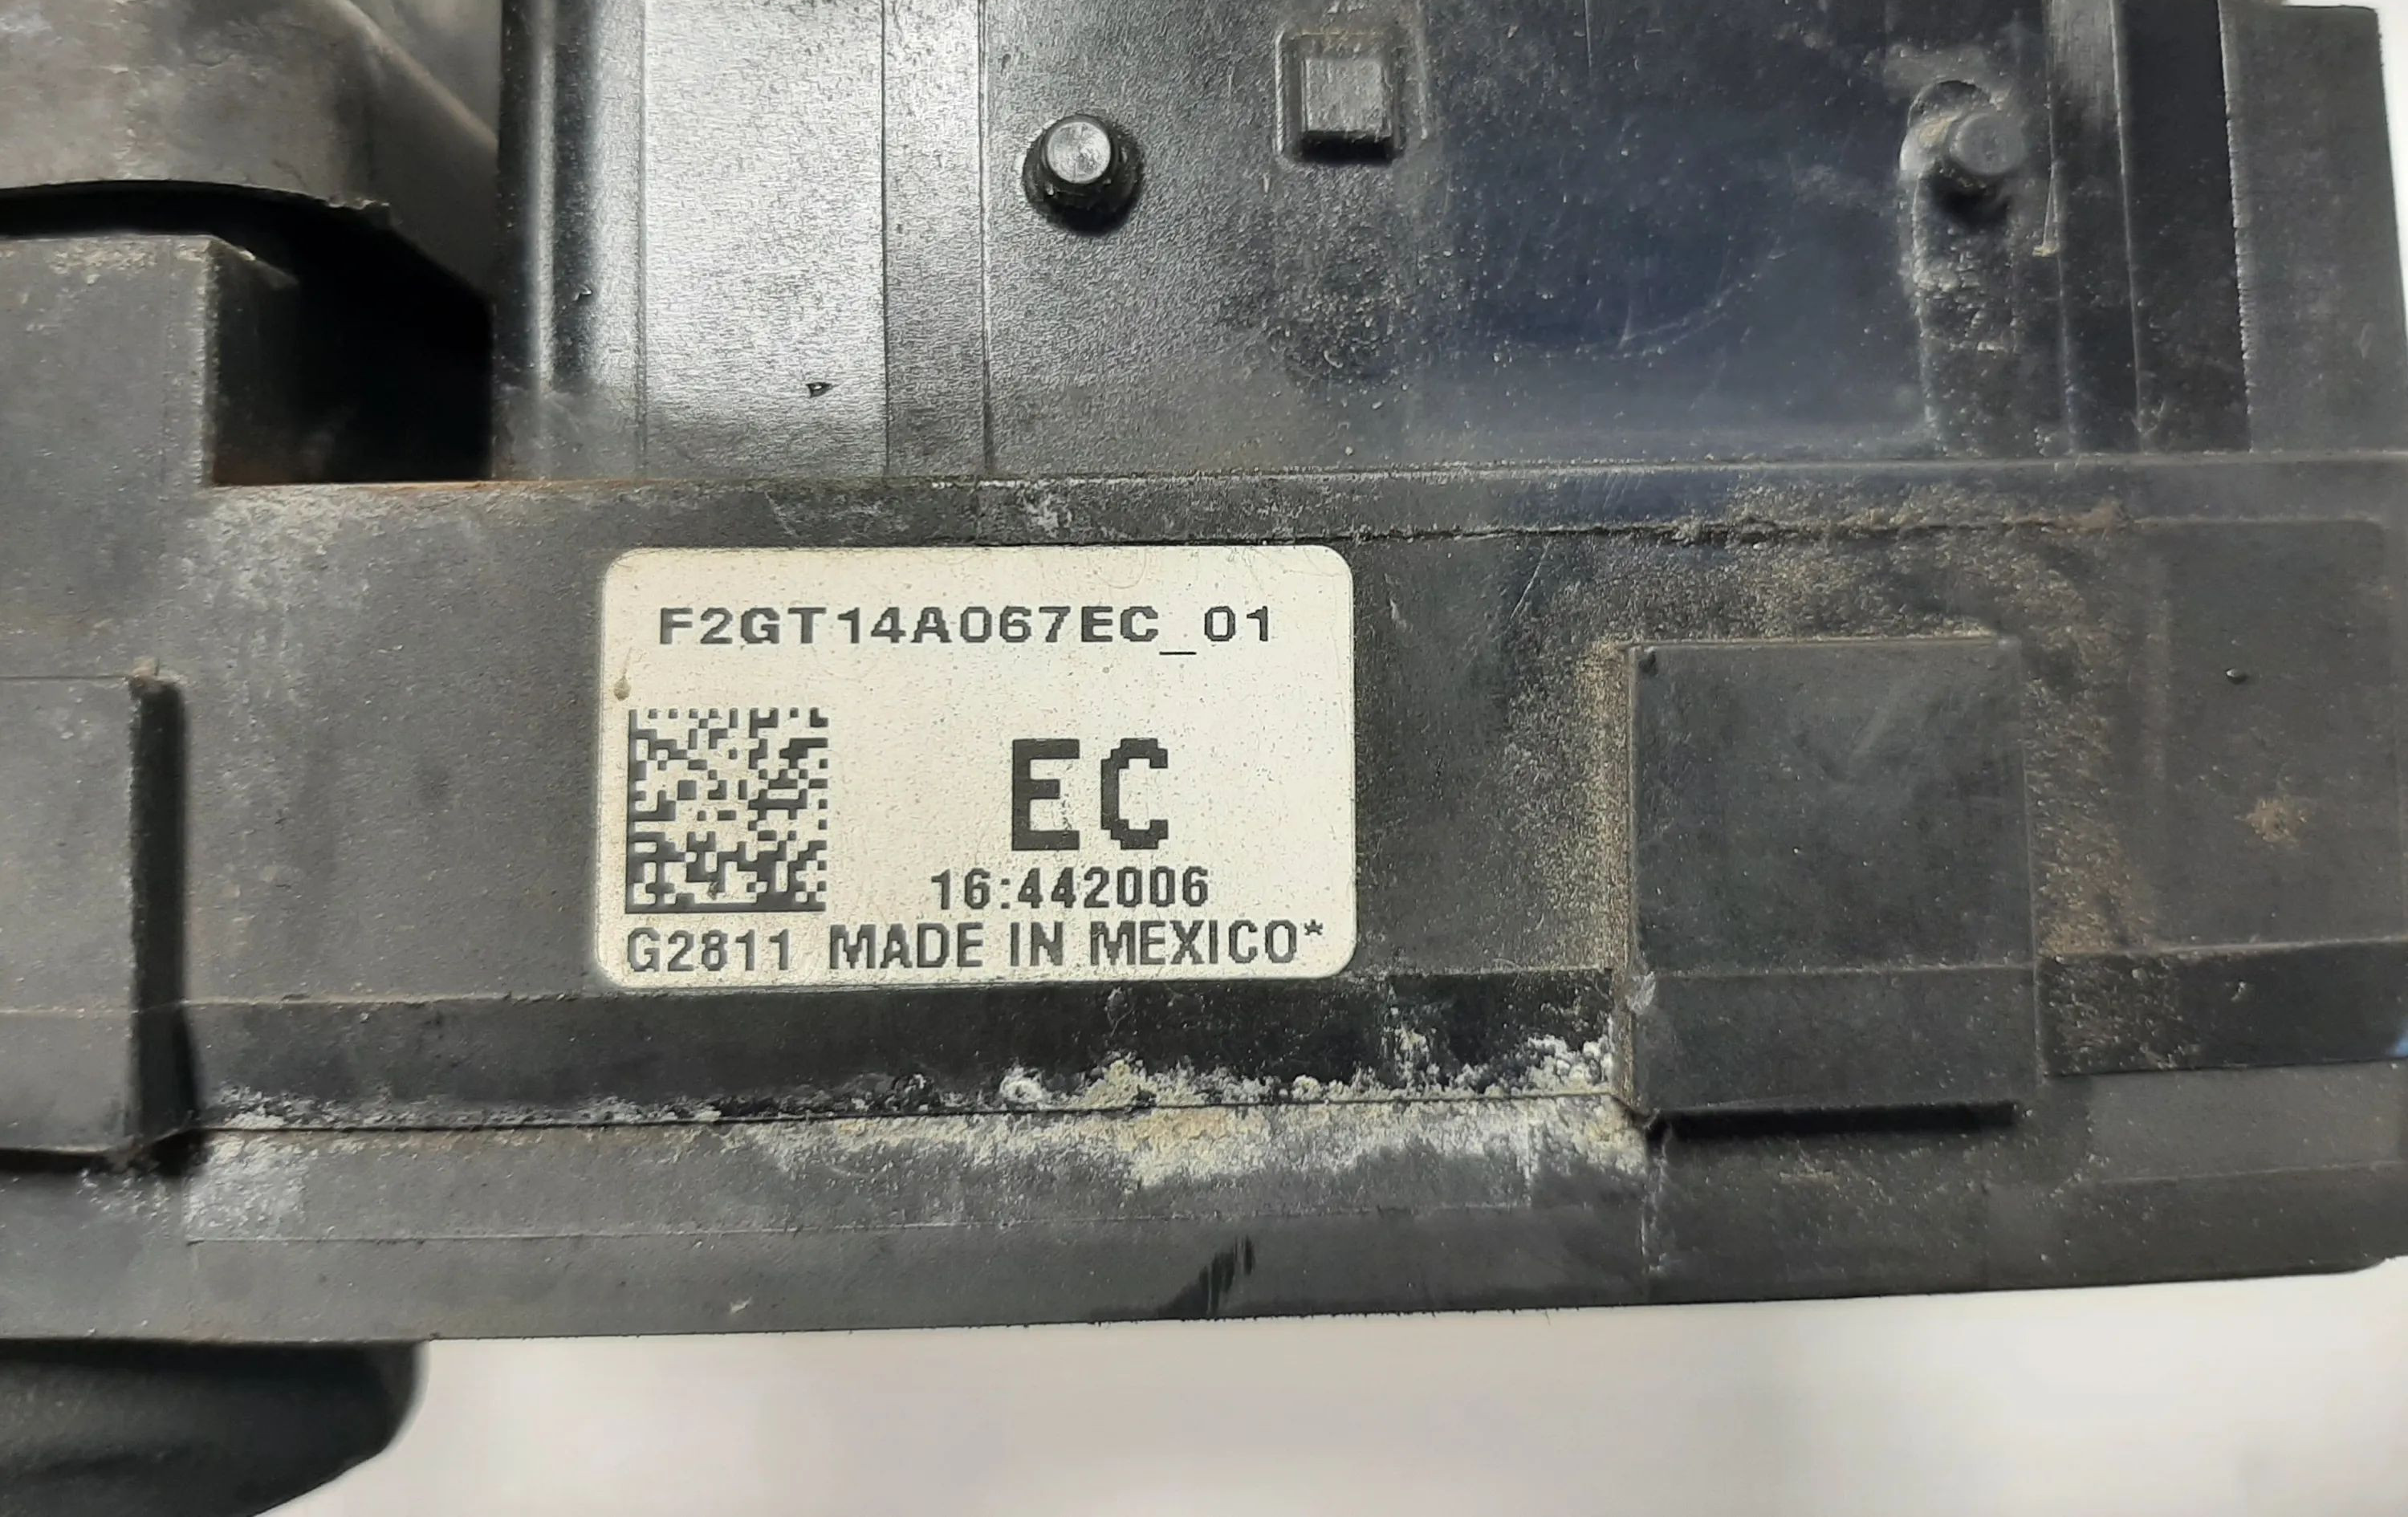 F2GT14A067EC_01
EC
16:442006
G2811 MADE IN MEXICO*